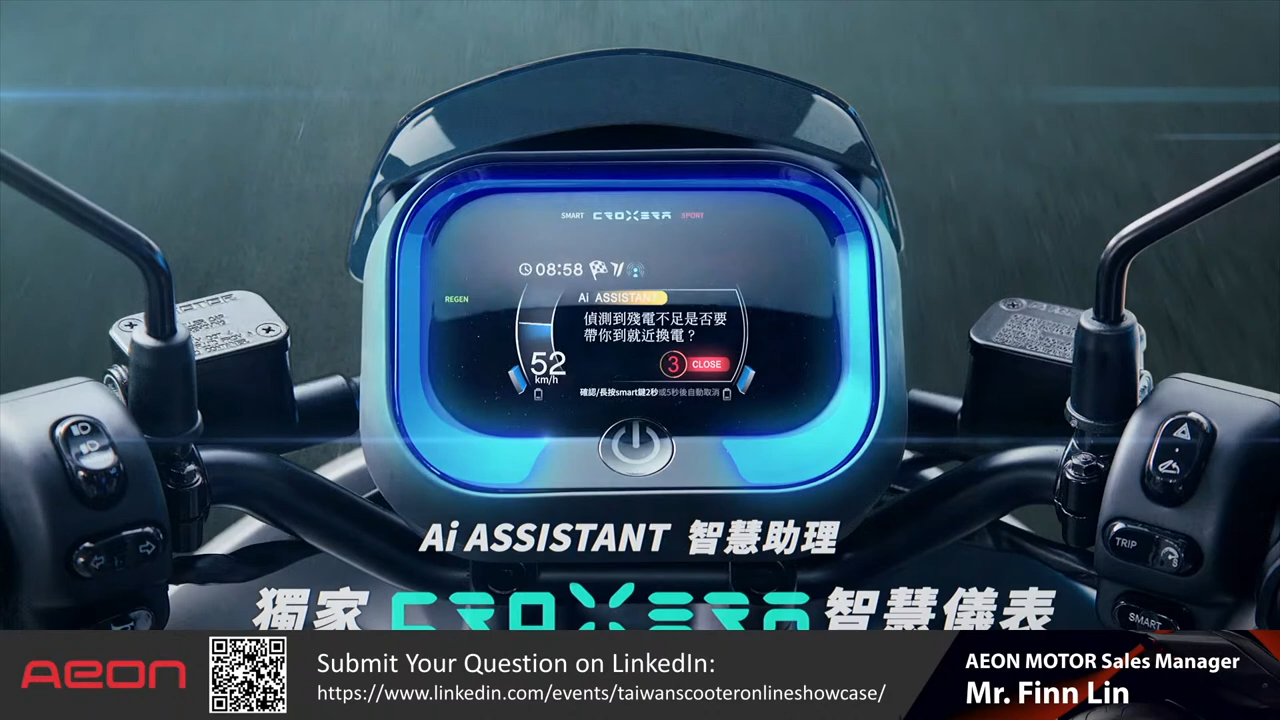 SMART CROXERA SPORT
08:58
REGEN
Ai ASSISTANT
偵測到殘電不足是否要
帶你到就近換電？
3 CLOSE
52
km/h
確認/長按smart鍵2秒或5秒後自動取消
TRIP
SMART
Ai ASSISTANT 智慧助理
獨家 CROXERA 智慧儀表
AEON
Submit Your Question on LinkedIn:
https://www.linkedin.com/events/taiwanscooteronlineshowcase/
AEON MOTOR Sales Manager
Mr. Finn Lin